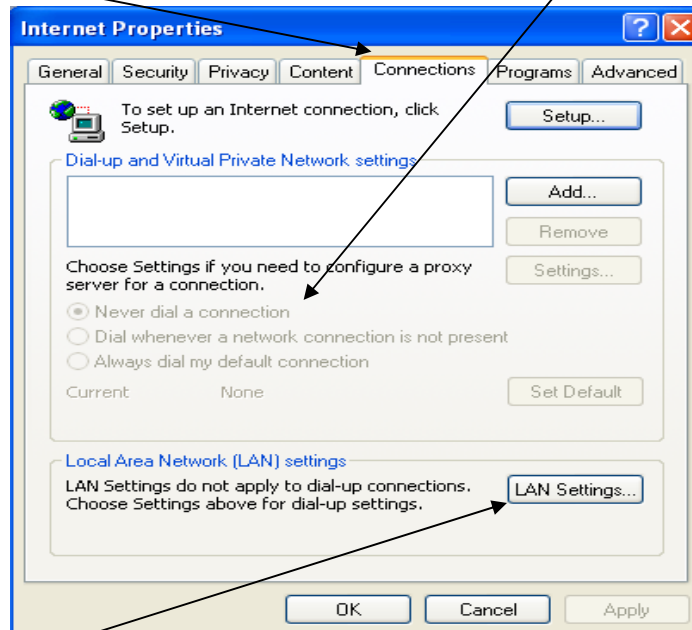 Internet Properties
General Security Privacy Content Connections Programs Advanced
To set up an Internet connection, click
Setup.
Setup...
Dial-up and Virtual Private Network settings
Add...
Remove
Choose Settings if you need to configure a proxy
server for a connection.
Settings...
Never dial a connection
Dial whenever a network connection is not present
Always dial my default connection
Current None
Set Default
Local Area Network (LAN) settings
LAN Settings do not apply to dial-up connections.
Choose Settings above for dial-up settings.
LAN Settings...
OK Cancel Apply